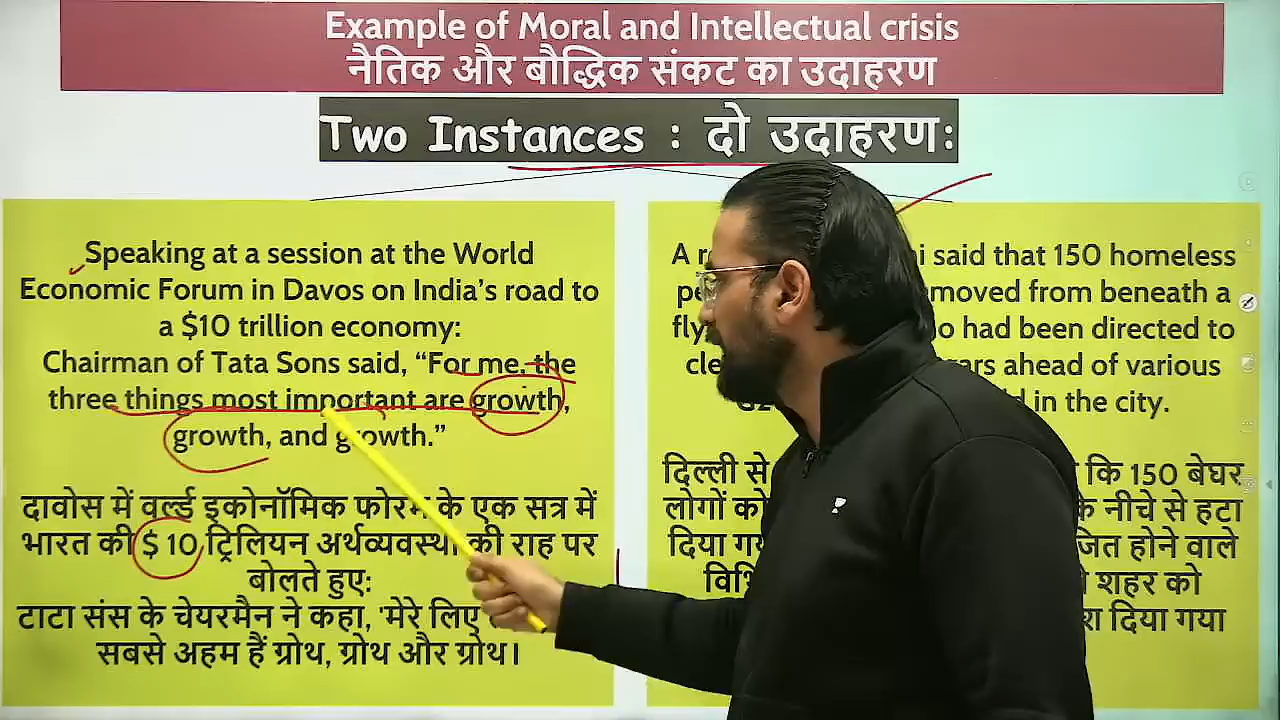 Example of Moral and Intellectual crisis
नैतिक और बौद्धिक संकट का उदाहरण
Two Instances : दो उदाहरण:
Speaking at a session at the World
Economic Forum in Davos on India's road to
a $10 trillion economy:
Chairman of Tata Sons said, “For me, the
three things most important are growth,
growth, and growth.”
दावोस में वर्ल्ड इकोनॉमिक फोरम के एक सत्र में
भारत की $ 10 ट्रिलियन अर्थव्यवस्था की राह पर
बोलते हुए:
टाटा संस के चेयरमैन ने कहा, 'मेरे लिए
सबसे अहम हैं ग्रोथ, ग्रोथ और ग्रोथ।
A said that 150 homeless
moved from beneath a
had been directed to
ahead of various
in the city.
दिल्ली से कि 150 बेघर
लोगों को नीचे से हटा
दिया होने वाले
शहर को
दिया गया